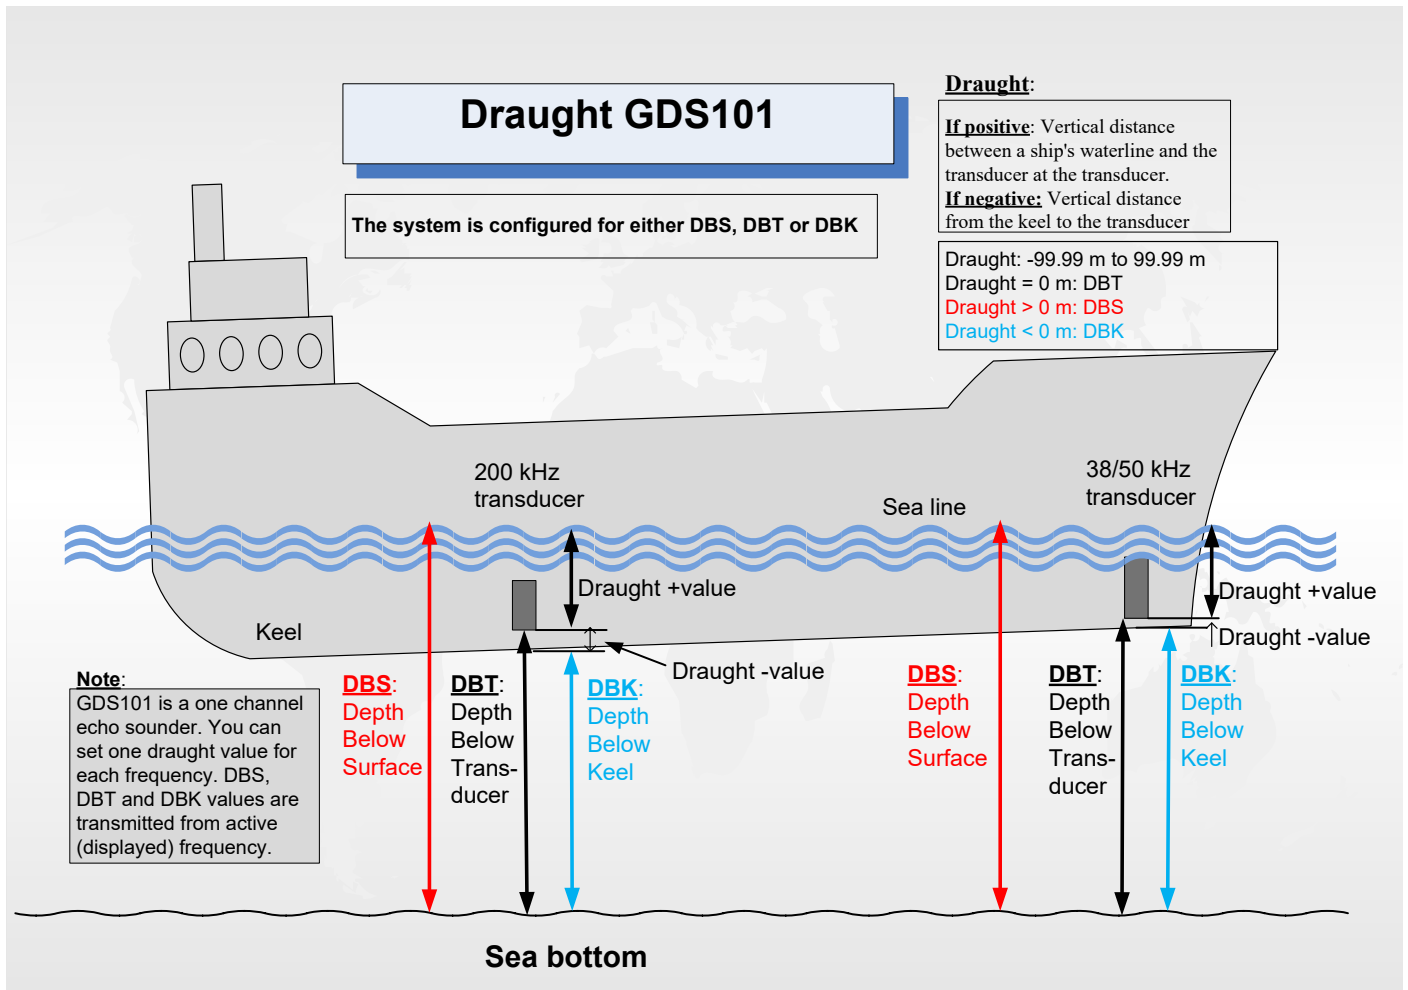 Draught GDS101
The system is configured for either DBS, DBT or DBK
Draught:
If positive: Vertical distance
between a ship's waterline and the
transducer at the transducer.
If negative: Vertical distance
from the keel to the transducer
Draught: -99.99 m to 99.99 m
Draught = 0 m: DBT
Draught > 0 m: DBS
Draught < 0 m: DBK
200 kHz
transducer
Sea line
38/50 kHz
transducer
Draught +value
Draught +value
Keel
Draught -value
Draught -value
Note:
GDS101 is a one channel
echo sounder. You can
set one draught value for
each frequency. DBS,
DBT and DBK values are
transmitted from active
(displayed) frequency.
DBS:
Depth
Below
Surface
DBT:
Depth
Below
Trans-
ducer
DBK:
Depth
Below
Keel
DBS:
Depth
Below
Surface
DBT:
Depth
Below
Trans-
ducer
DBK:
Depth
Below
Keel
Sea bottom